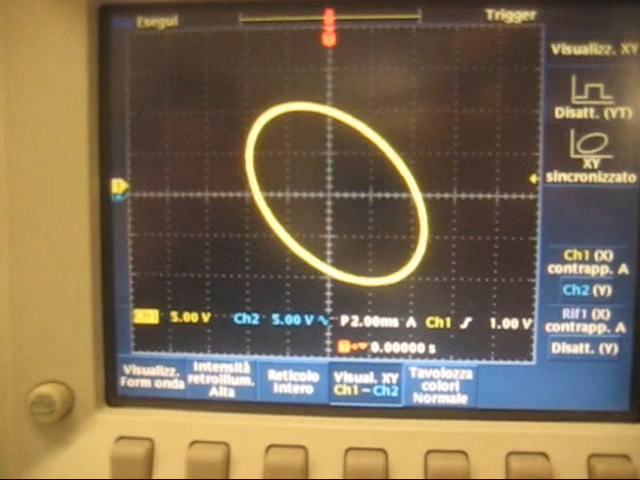 Esegui
Trigger
Visualizz. XY
Disatt. (YT)
XY
sincronizzato
Ch1 (X)
contrapp. A
Ch2 (Y)
Rif1 (X)
contrapp. A
Disatt. (Y)
Ch1 5.00 V Ch2 5.00 V P 2.00ms A Ch1 1.00 V
0.00000 s
Visualizz.
Form onda
Intensità
retroillum.
Alta
Reticolo
Intero
Visual. XY
Ch1 – Ch2
Tavolozza
colori
Normale